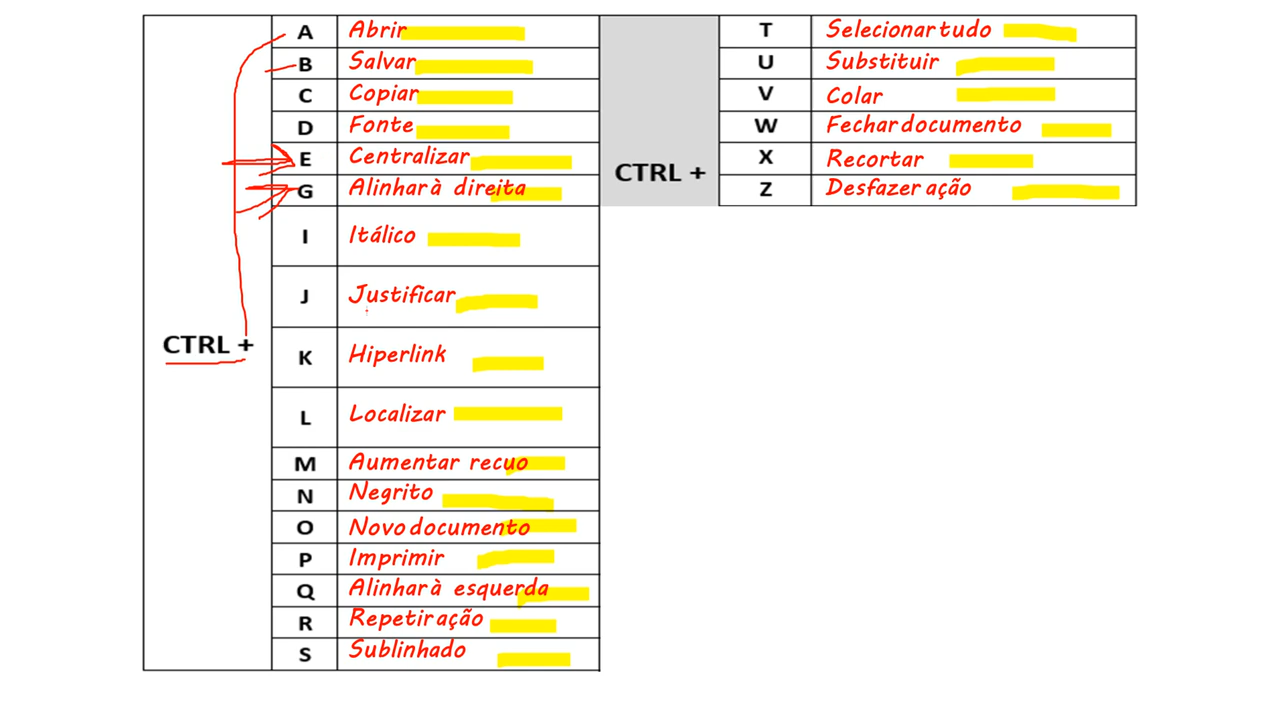 A Abrir
B Salvar
C Copiar
D Fonte
E Centralizar
G Alinhar à direita
I Itálico
J Justificar
CTRL +
K Hiperlink
L Localizar
M Aumentar recuo
N Negrito
O Novo documento
P Imprimir
Q Alinhar à esquerda
R Repetir ação
S Sublinhado
T Selecionar tudo
U Substituir
V Colar
W Fechar documento
X Recortar
CTRL +
Z Desfazer ação